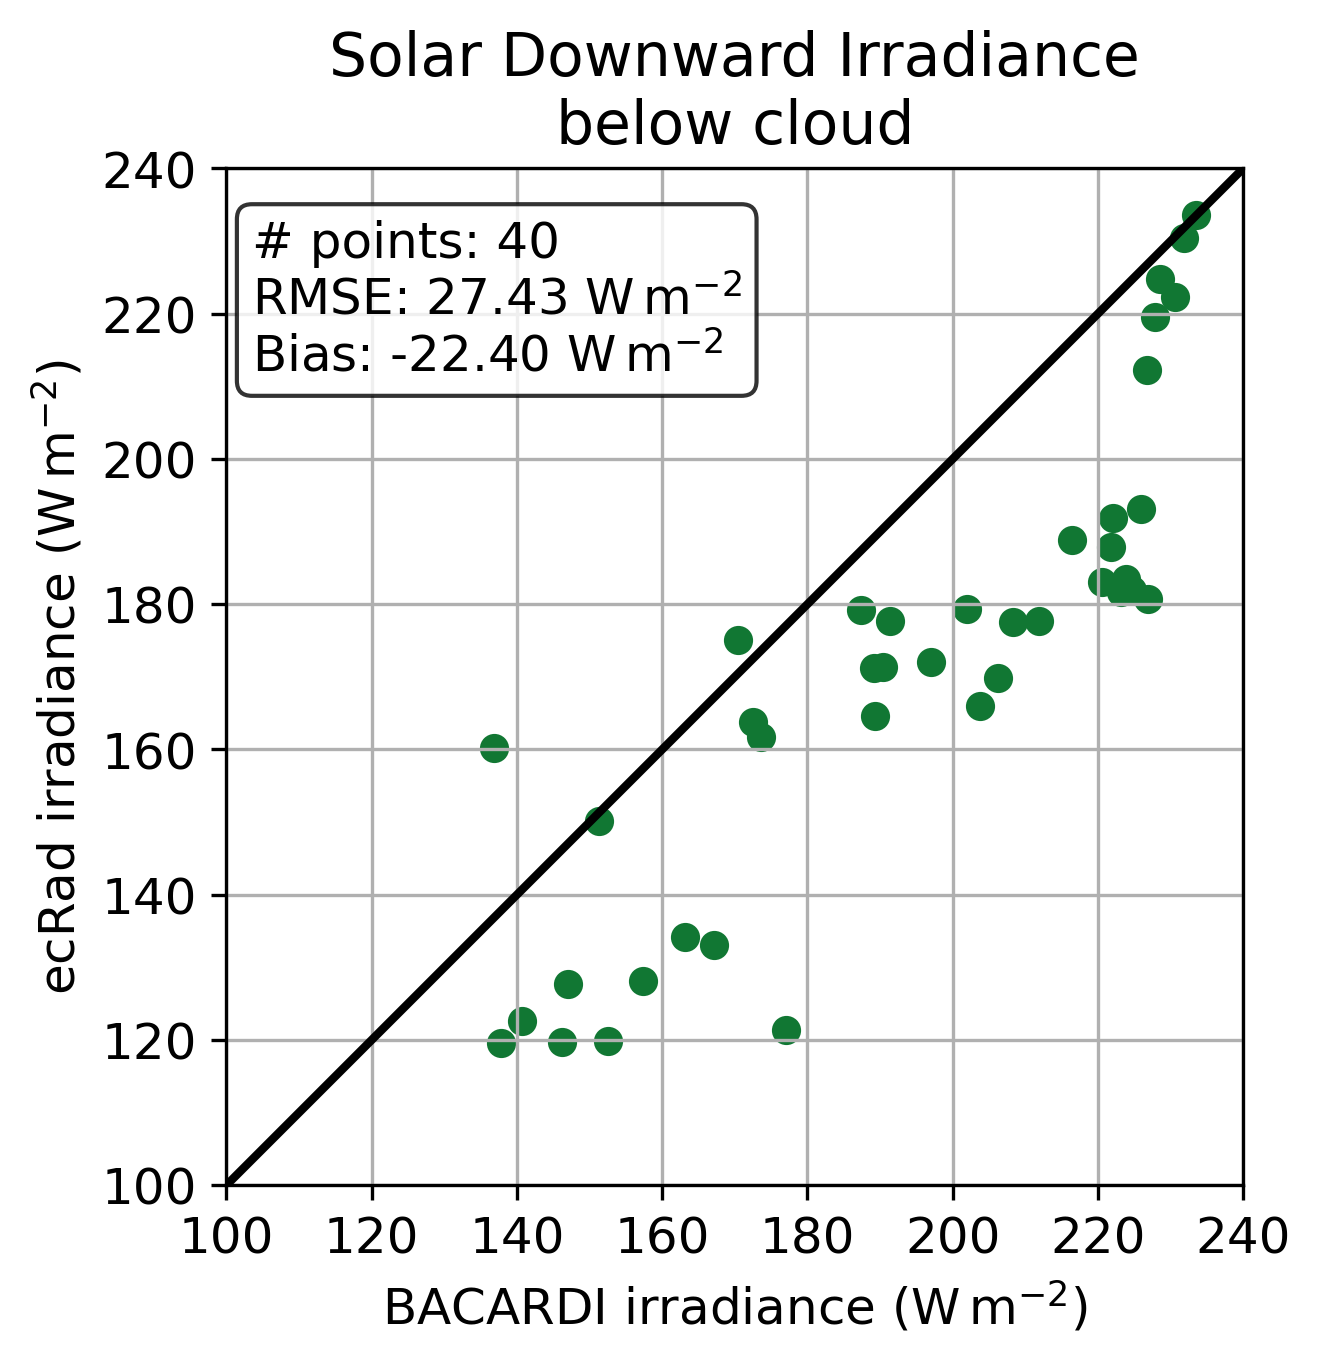 Solar Downward Irradiance
below cloud
# points: 40
RMSE: 27.43 W m⁻²
Bias: -22.40 W m⁻²
ecRad irradiance (W m⁻²)
240
220
200
180
160
140
120
100
100 120 140 160 180 200 220 240
BACARDI irradiance (W m⁻²)